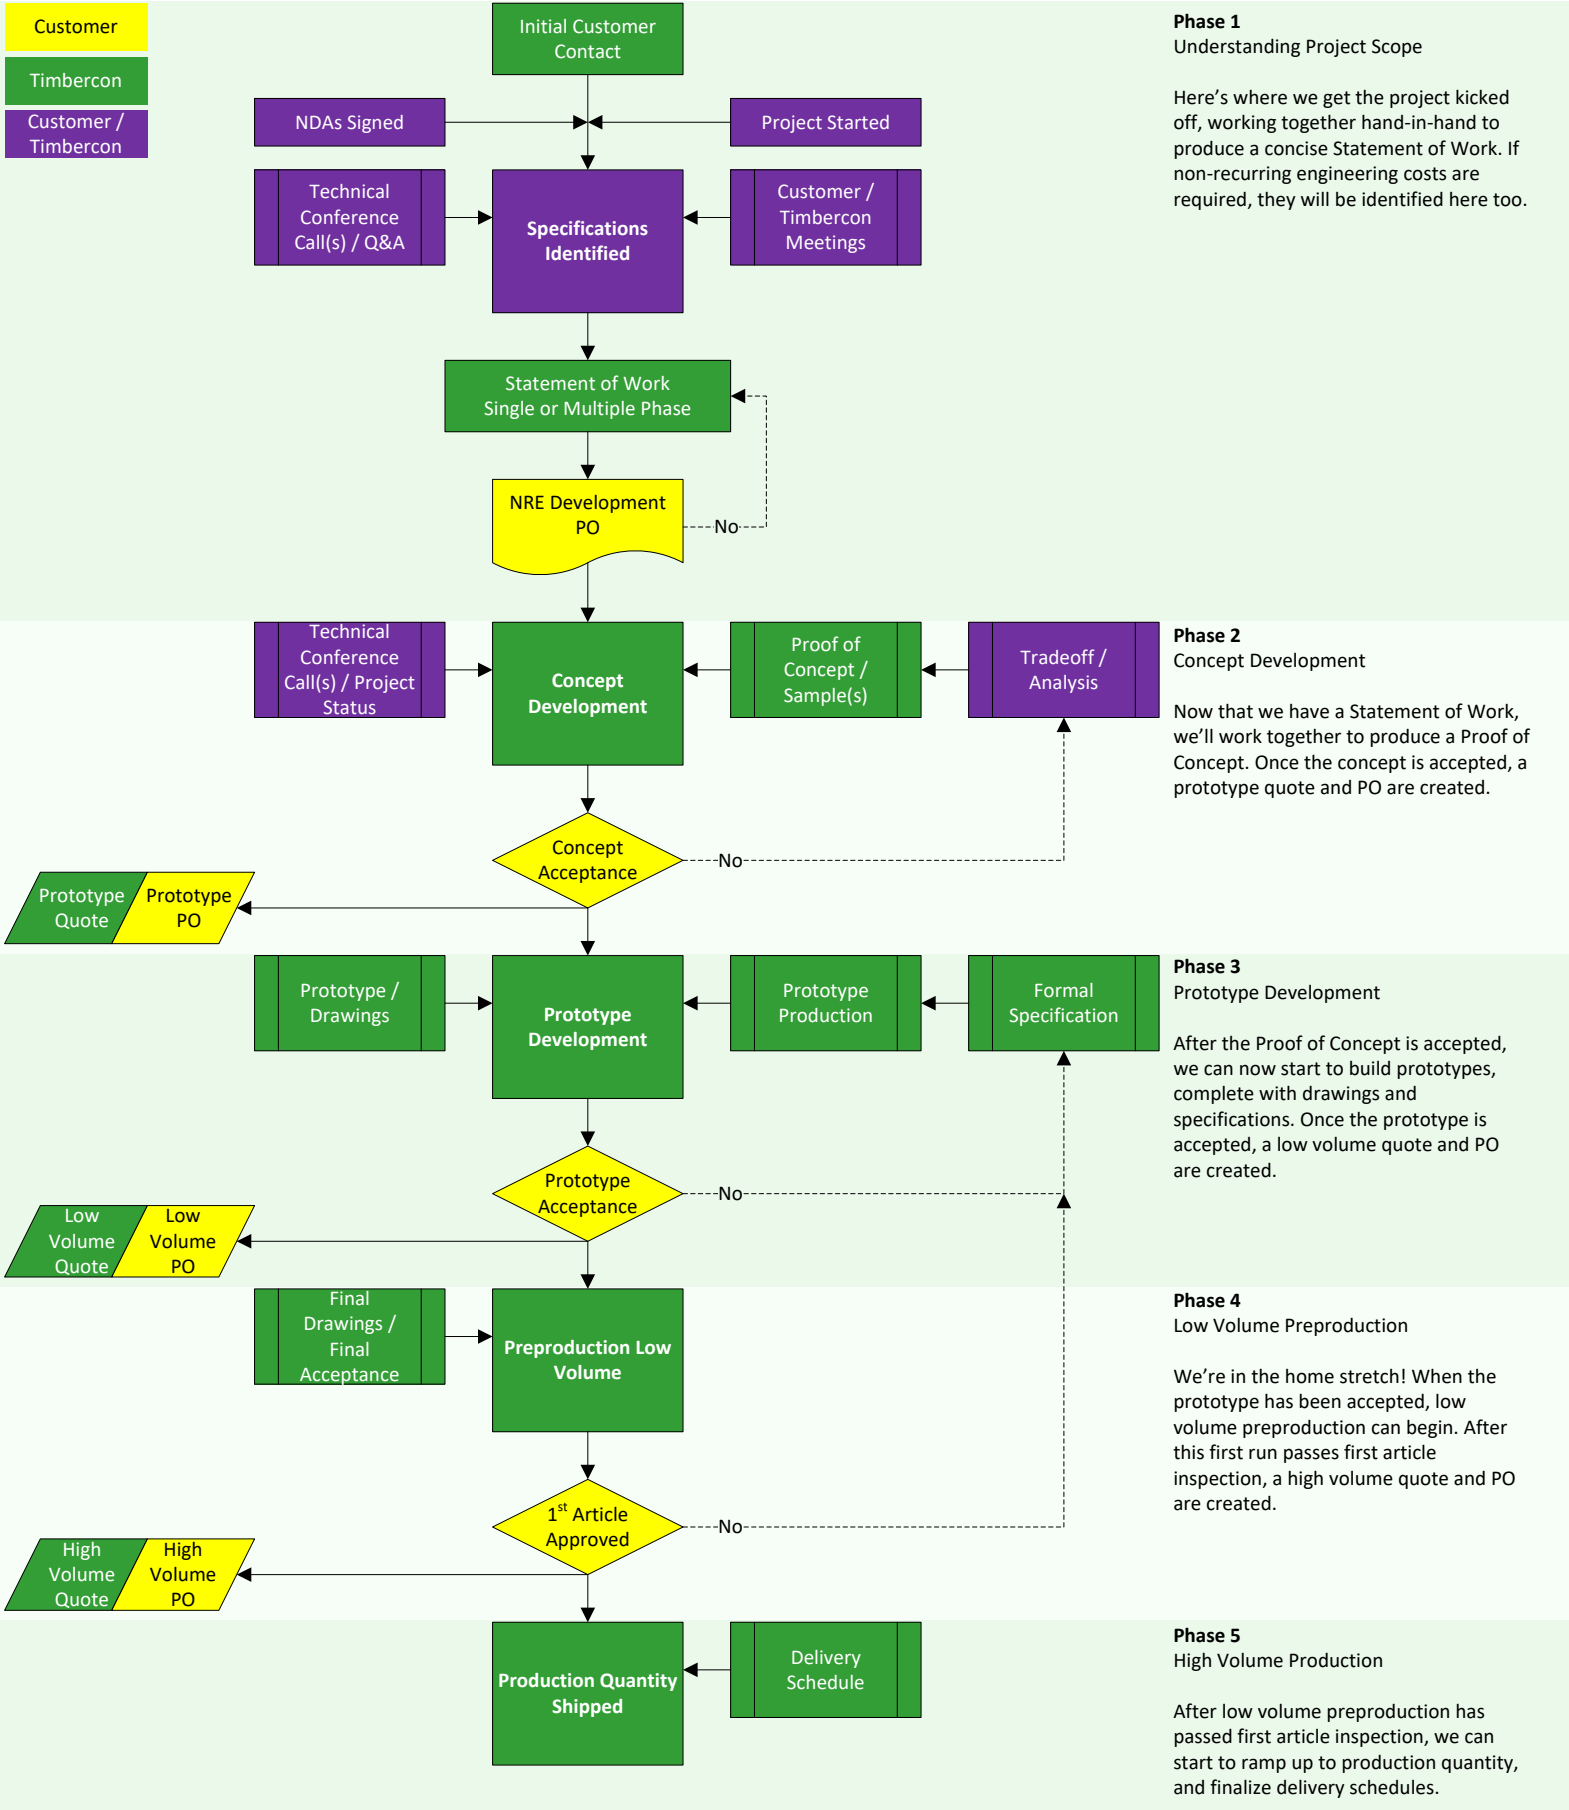 Customer
Timbercon
Customer /
Timbercon
Initial Customer
Contact
NDAs Signed
Project Started
Technical
Conference
Call(s) / Q&A
Specifications
Identified
Customer /
Timbercon
Meetings
Statement of Work
Single or Multiple Phase
NRE Development
PO
No
Phase 1
Understanding Project Scope
Here’s where we get the project kicked
off, working together hand-in-hand to
produce a concise Statement of Work. If
non-recurring engineering costs are
required, they will be identified here too.
Technical
Conference
Call(s) / Project
Status
Concept
Development
Proof of
Concept /
Sample(s)
Tradeoff /
Analysis
Concept
Acceptance
No
Prototype
Quote
Prototype
PO
Phase 2
Concept Development
Now that we have a Statement of Work,
we’ll work together to produce a Proof of
Concept. Once the concept is accepted, a
prototype quote and PO are created.
Prototype /
Drawings
Prototype
Development
Prototype
Production
Formal
Specification
Prototype
Acceptance
No
Low
Volume
Quote
Low
Volume
PO
Phase 3
Prototype Development
After the Proof of Concept is accepted,
we can now start to build prototypes,
complete with drawings and
specifications. Once the prototype is
accepted, a low volume quote and PO
are created.
Final
Drawings /
Final
Acceptance
Preproduction Low
Volume
1st Article
Approved
No
High
Volume
Quote
High
Volume
PO
Phase 4
Low Volume Preproduction
We’re in the home stretch! When the
prototype has been accepted, low
volume preproduction can begin. After
this first run passes first article
inspection, a high volume quote and PO
are created.
Production Quantity
Shipped
Delivery
Schedule
Phase 5
High Volume Production
After low volume preproduction has
passed first article inspection, we can
start to ramp up to production quantity,
and finalize delivery schedules.